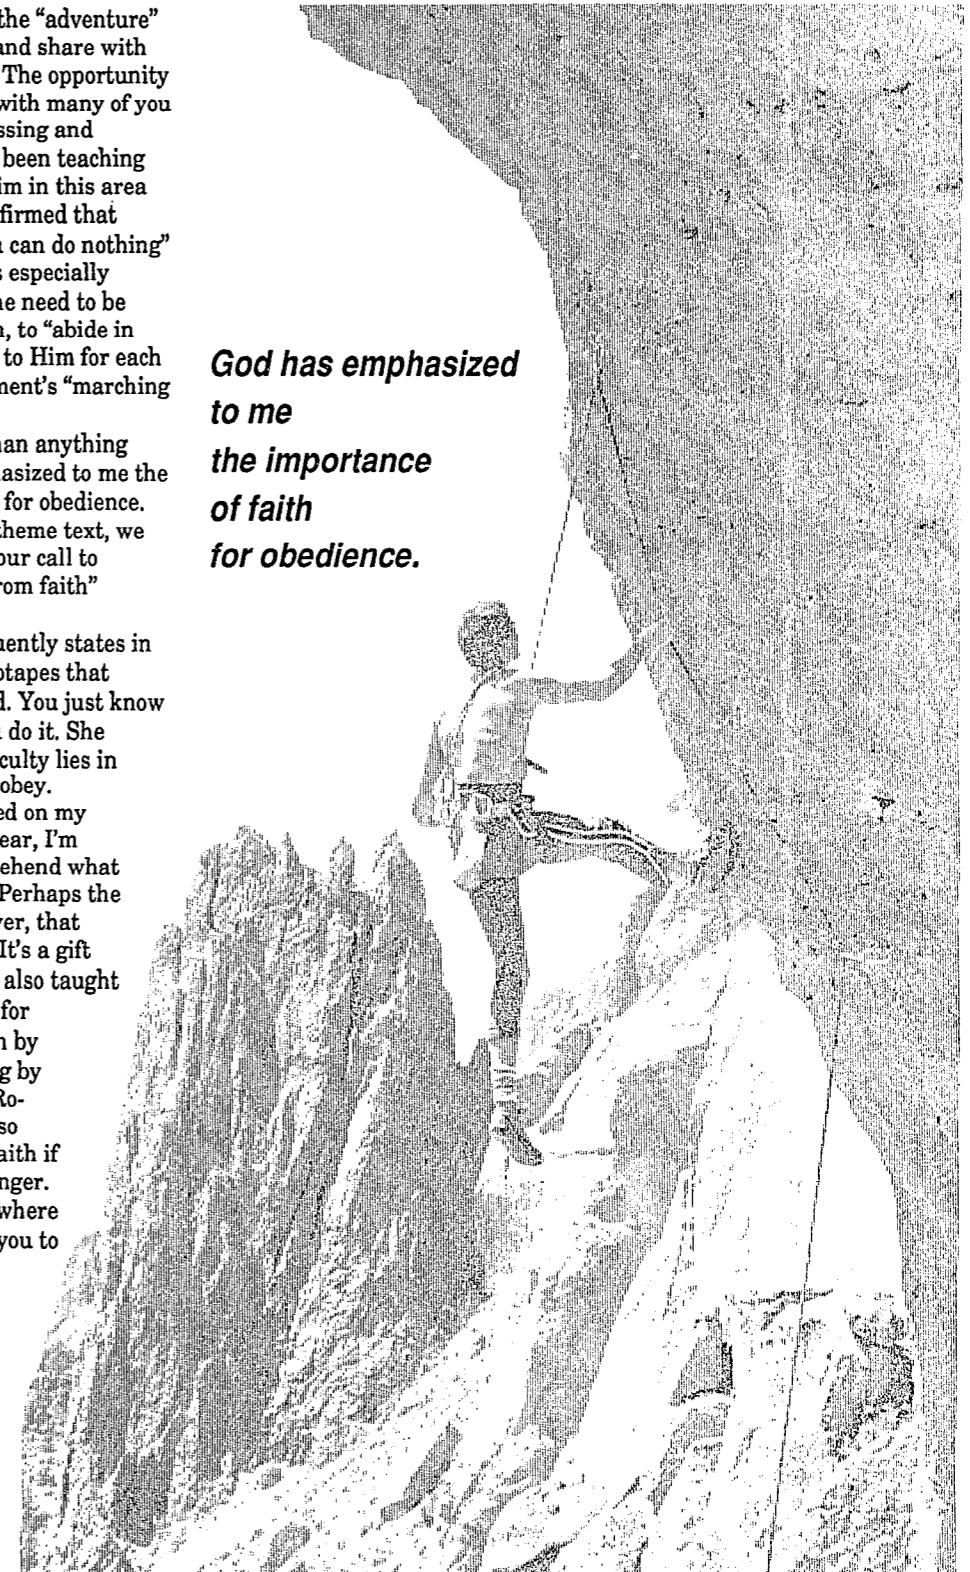 the “adventure”
and share with
The opportunity
with many of you
ssing and
been teaching
im in this area
firmed that
can do nothing”
s especially
ne need to be
, to “abide in
to Him for each
ment's “marching
an anything
asized to me the
for obedience.
theme text, we
our call to
rom faith”
uently states in
otapes that
d. You just know
do it. She
culty lies in
obey.
ed on my
ear, I'm
ehend what
Perhaps the
er, that
It's a gift
also taught
for
n by
g by
Ro-
so
aith if
nger.
where
you to
God has emphasized
to me
the importance
of faith
for obedience.